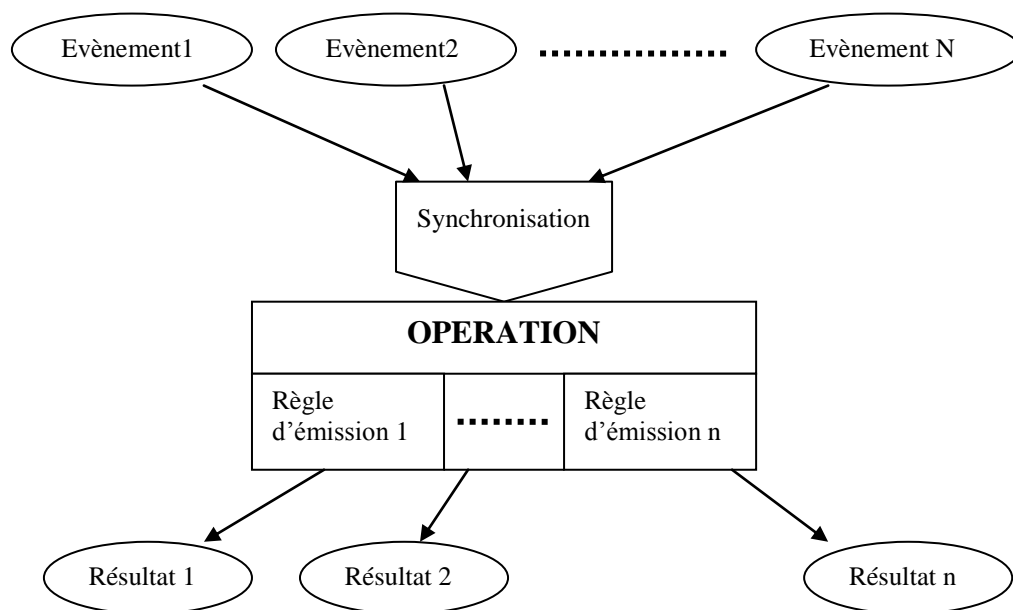 Evènement1
Evènement2
Evènement N
Synchronisation
OPERATION
Règle
d'émission 1
Règle
d'émission n
Résultat 1
Résultat 2
Résultat n